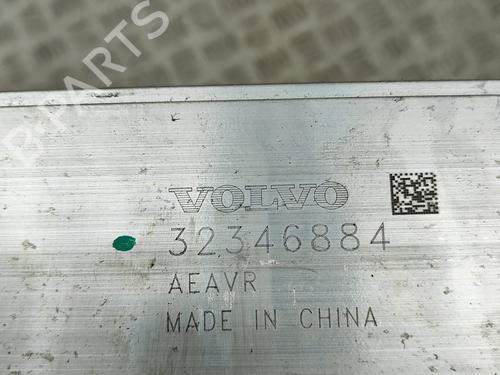 B-PARTS
VOLVO
32346884
AEAVR
MADE IN CHINA